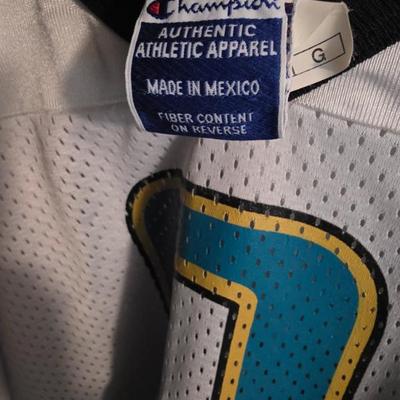 Champion
AUTHENTIC
ATHLETIC APPAREL
G
MADE IN MEXICO
FIBER CONTENT
ON REVERSE